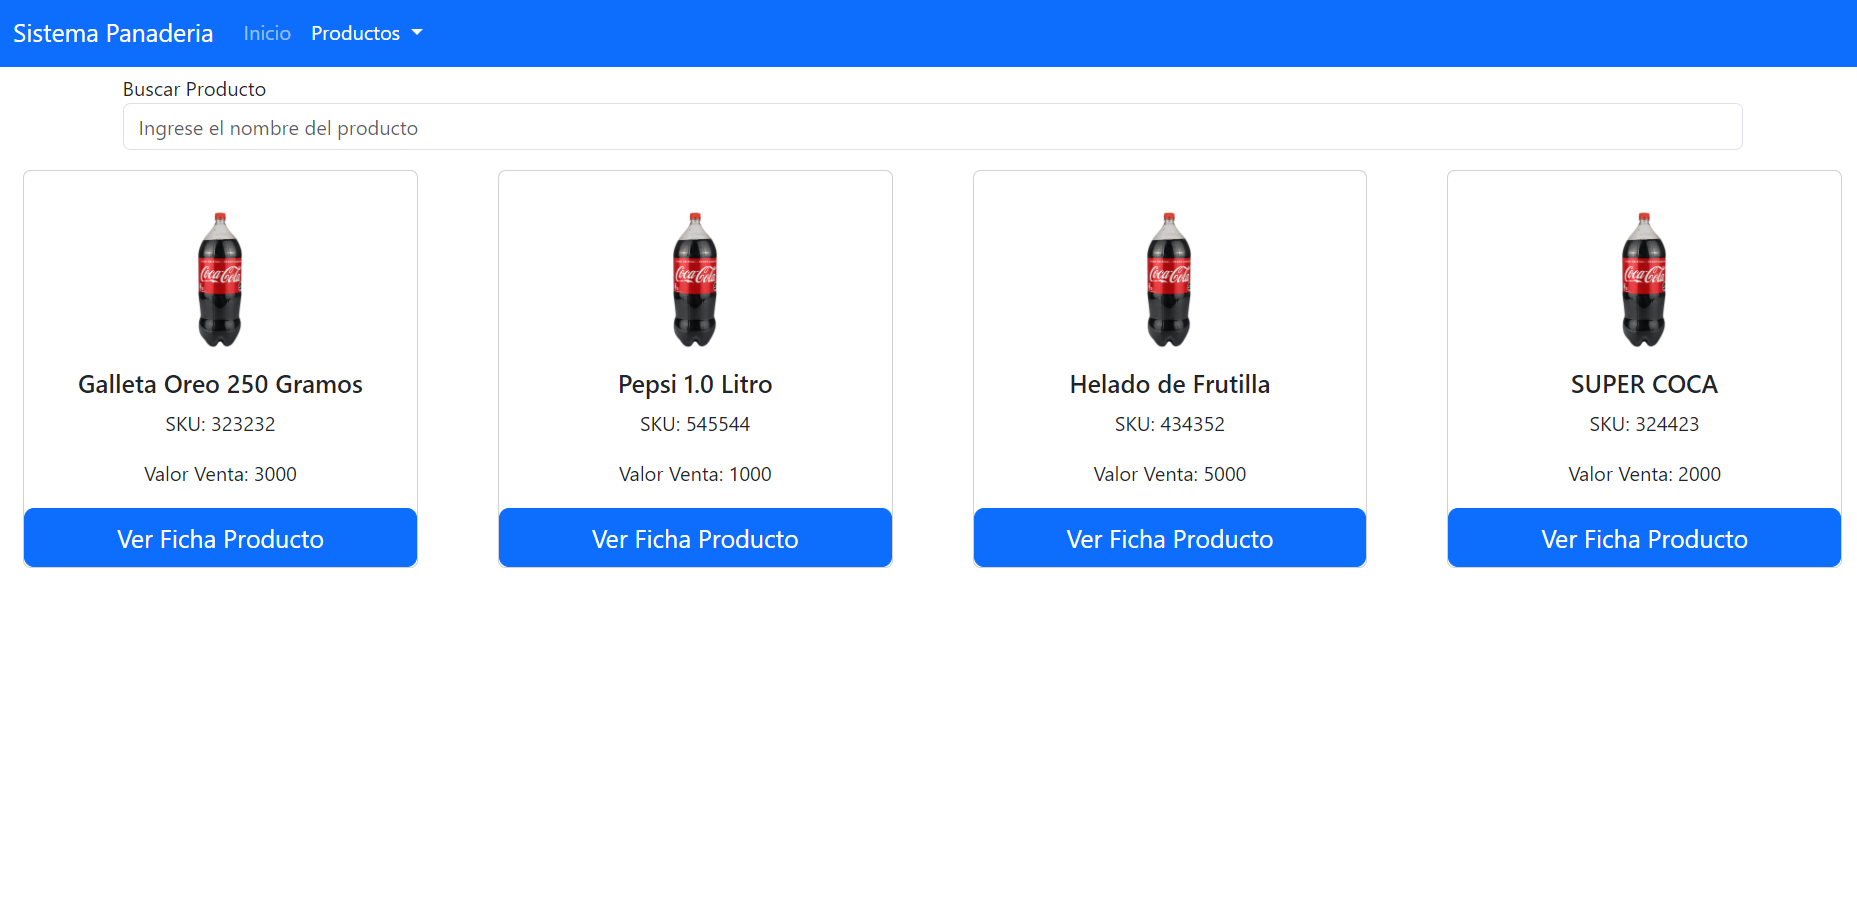 Sistema Panaderia Inicio Productos
Buscar Producto
Ingrese el nombre del producto
Coca-Cola
Galleta Oreo 250 Gramos
SKU: 323232
Valor Venta: 3000
Ver Ficha Producto
Coca-Cola
Pepsi 1.0 Litro
SKU: 545544
Valor Venta: 1000
Ver Ficha Producto
Coca-Cola
Helado de Frutilla
SKU: 434352
Valor Venta: 5000
Ver Ficha Producto
Coca-Cola
SUPER COCA
SKU: 324423
Valor Venta: 2000
Ver Ficha Producto